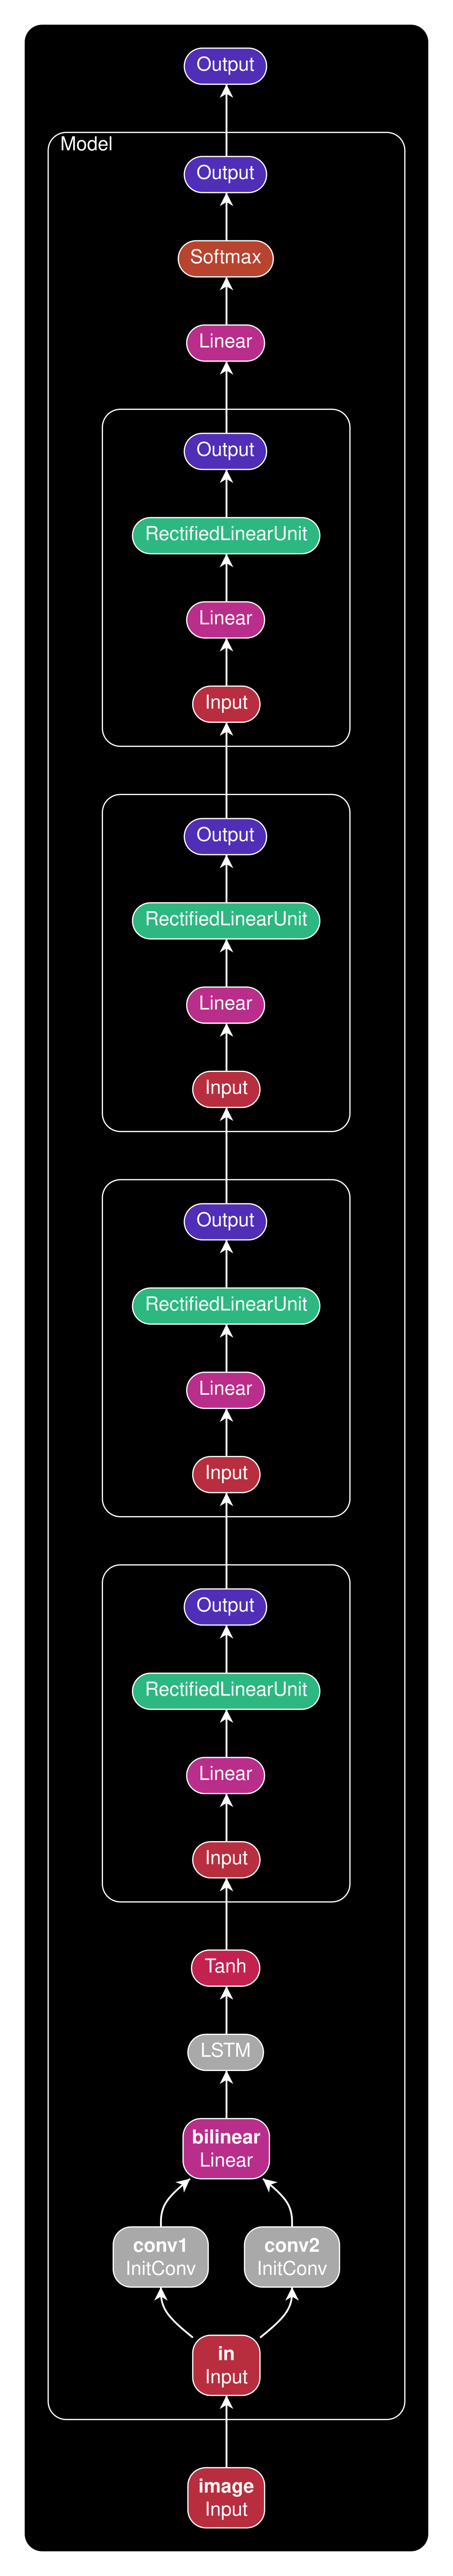 Output
Model
Output
Softmax
Linear
Output
RectifiedLinearUnit
Linear
Input
Output
RectifiedLinearUnit
Linear
Input
Output
RectifiedLinearUnit
Linear
Input
Output
RectifiedLinearUnit
Linear
Input
Tanh
LSTM
bilinear
Linear
conv1
InitConv
conv2
InitConv
in
Input
image
Input